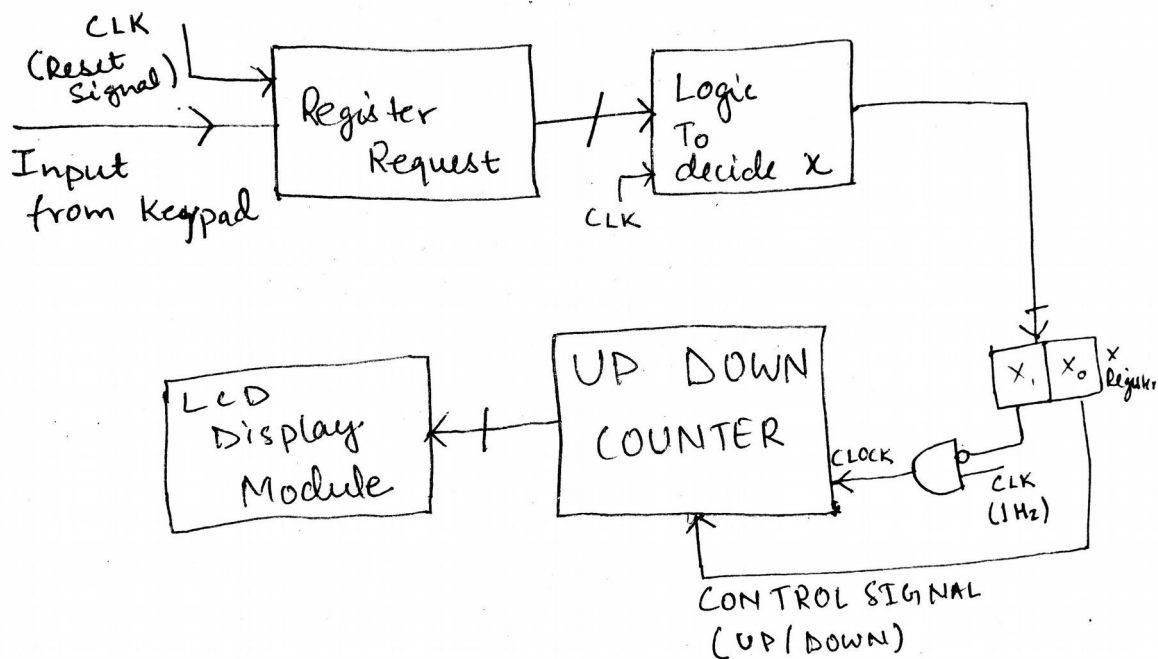 CLK
(Reset
Signal)
Input
from Keypad
Register
Request
Logic
To
decide X
CLK
X₁ X₀
X
Register
UP DOWN
COUNTER
CLOCK
CLK
(1Hz)
LCD
Display
Module
CONTROL SIGNAL
(UP/DOWN)